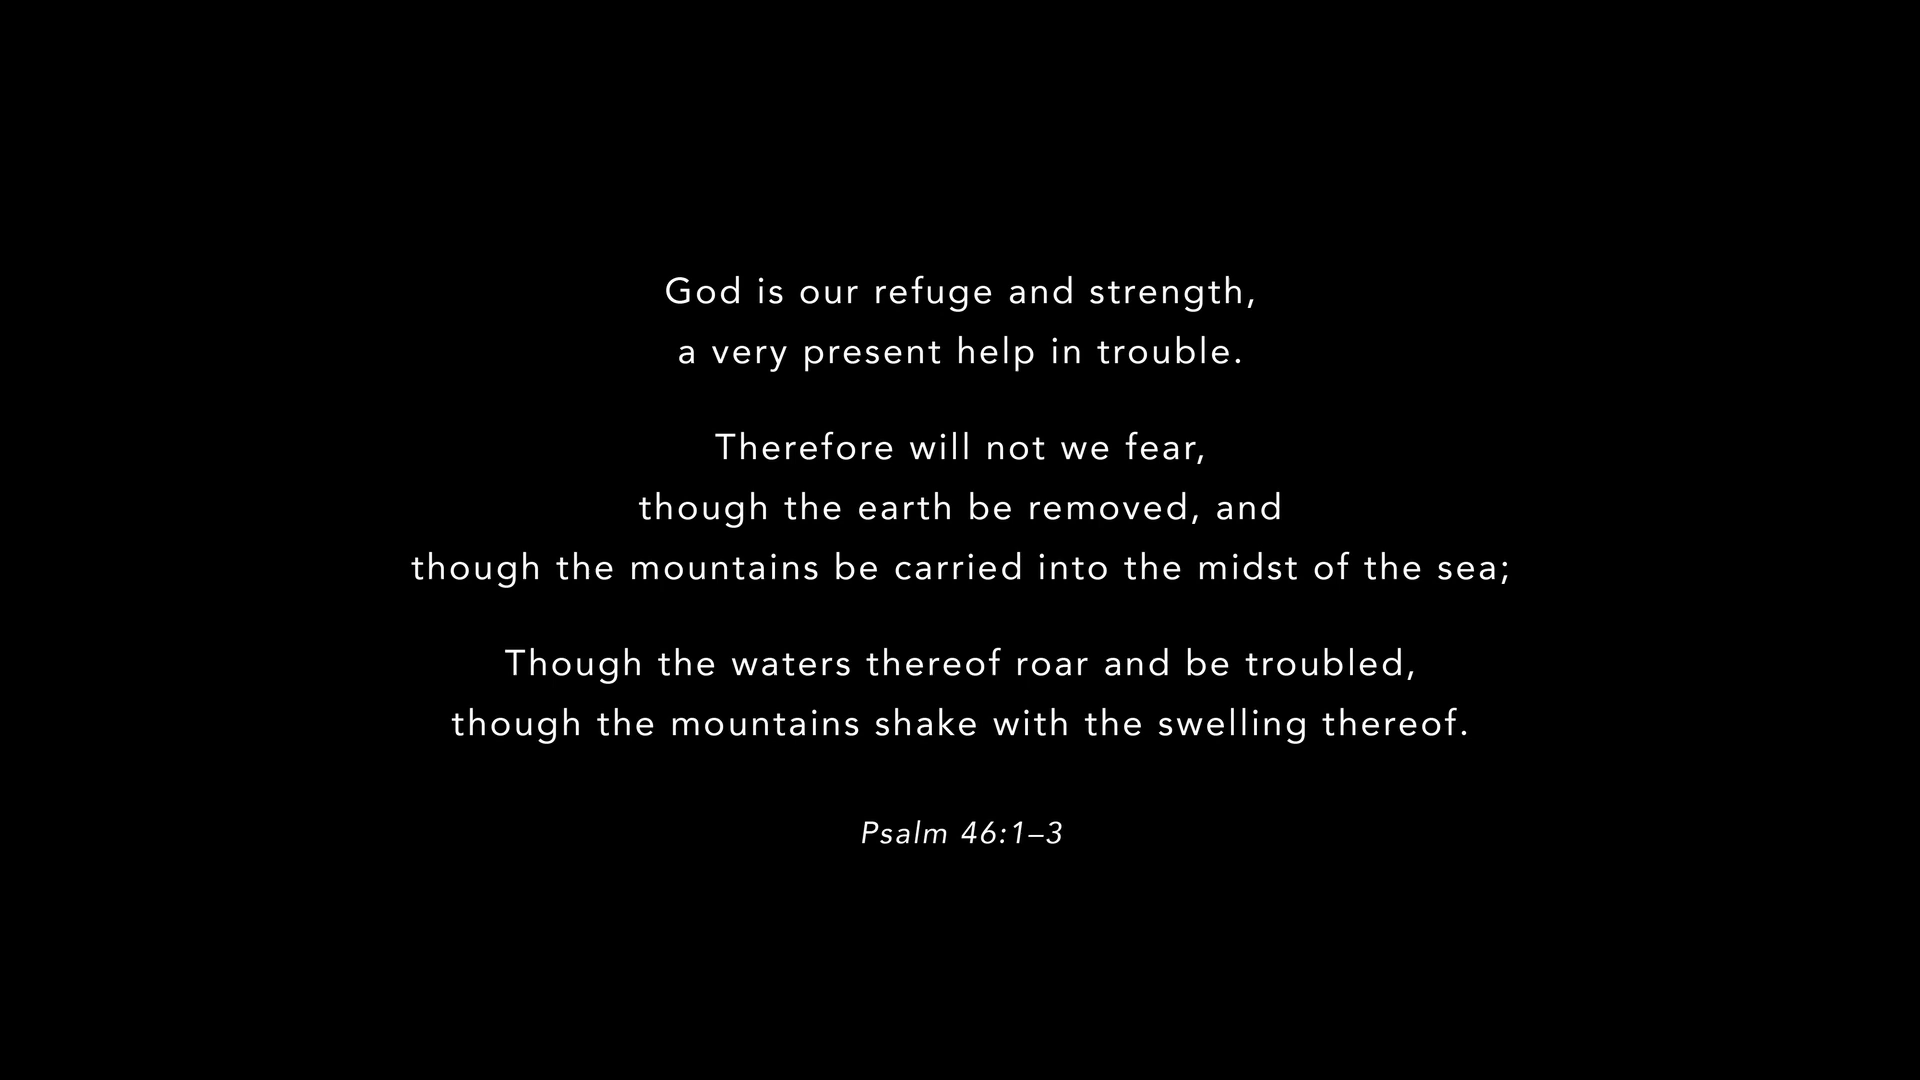 God is our refuge and strength,
a very present help in trouble.
Therefore will not we fear,
though the earth be removed, and
though the mountains be carried into the midst of the sea;
Though the waters thereof roar and be troubled,
though the mountains shake with the swelling thereof.
Psalm 46:1–3